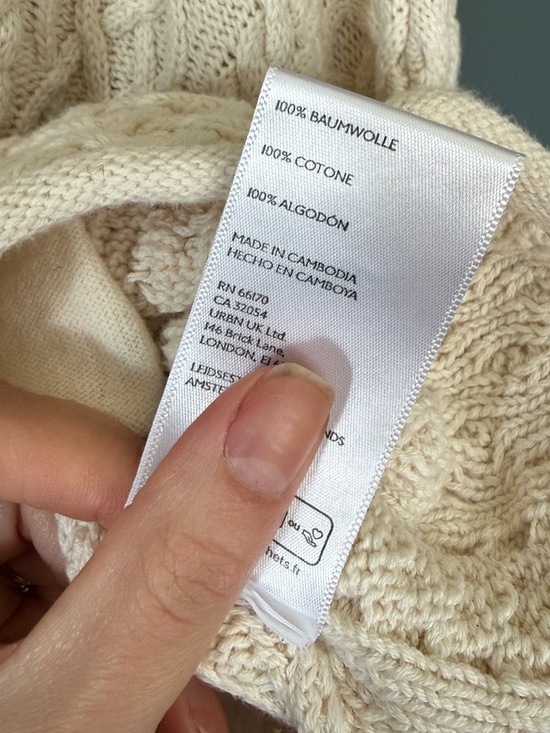 100% BAUMWOLLE
100% COTONE
100% ALGODÓN
MADE IN CAMBODIA
HECHO EN CAMBOYA
RN 66170
CA 32054
URBN UK Ltd.
146 Brick Lane,
LONDON,
ou